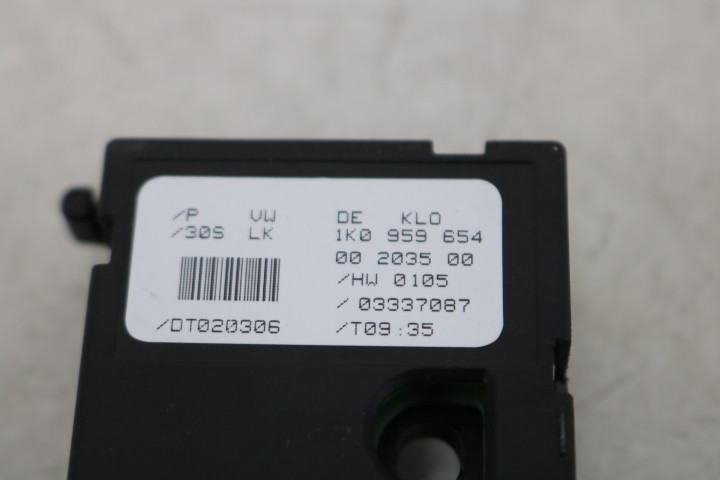 /P VW DE KLO
/30S LK 1K0 959 654
00 2035 00
/HW 0105
/03337087
/DT020306 /T09:35